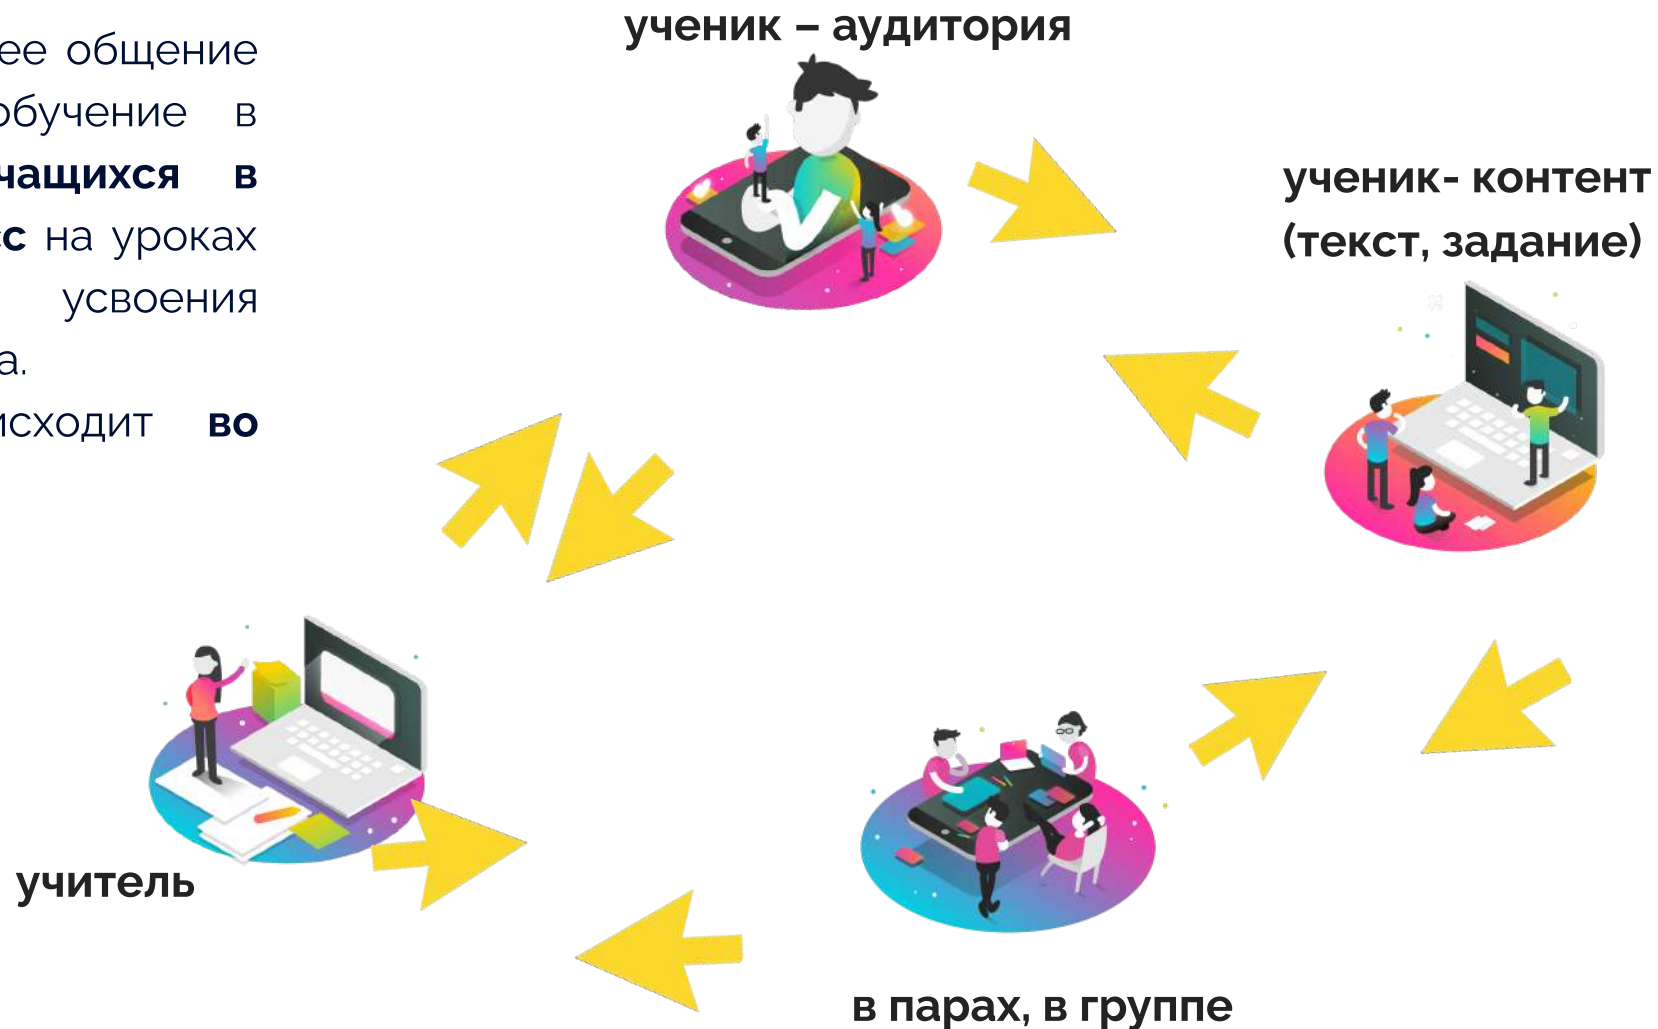 ее общение
обучение в
чащихся в
с на уроках
усвоения
а.
исходит во
ученик – аудитория
ученик- контент
(текст, задание)
учитель
в парах, в группе